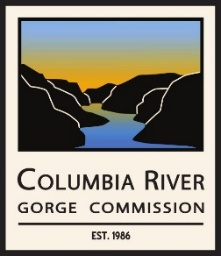 COLUMBIA RIVER
GORGE COMMISSION
EST. 1986